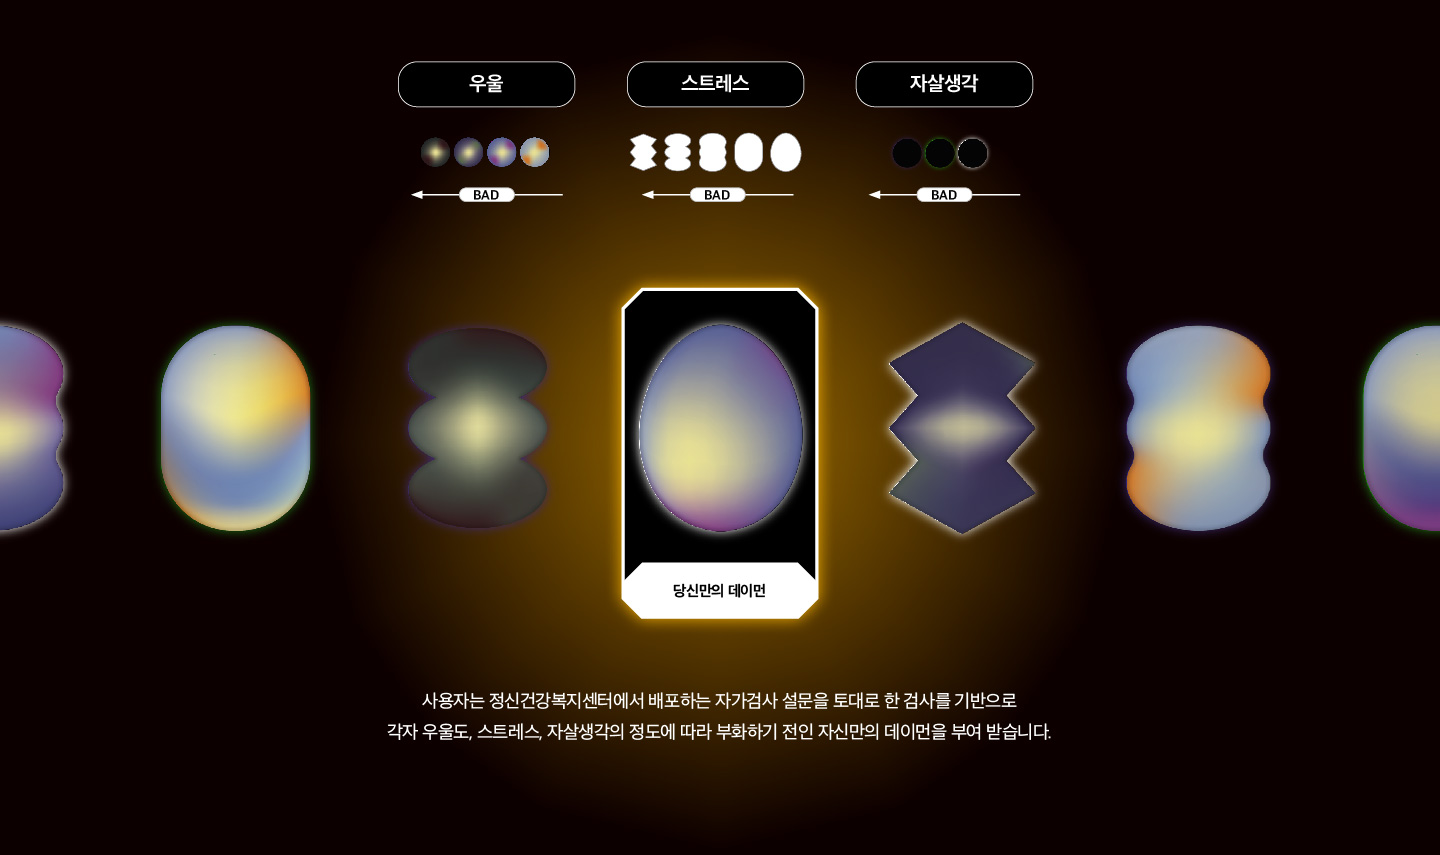 우울
스트레스
자살생각
BAD
BAD
BAD
당신만의 데이먼
사용자는 정신건강복지센터에서 배포하는 자가검사 설문을 토대로 한 검사를 기반으로
각자 우울도, 스트레스, 자살생각의 정도에 따라 부화하기 전인 자신만의 데이먼을 부여 받습니다.